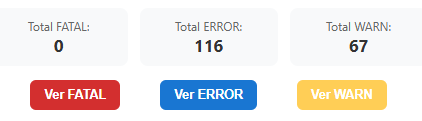 Total FATAL: Total ERROR: Total WARN:
0 116 67
Ver FATAL Ver ERROR Ver WARN